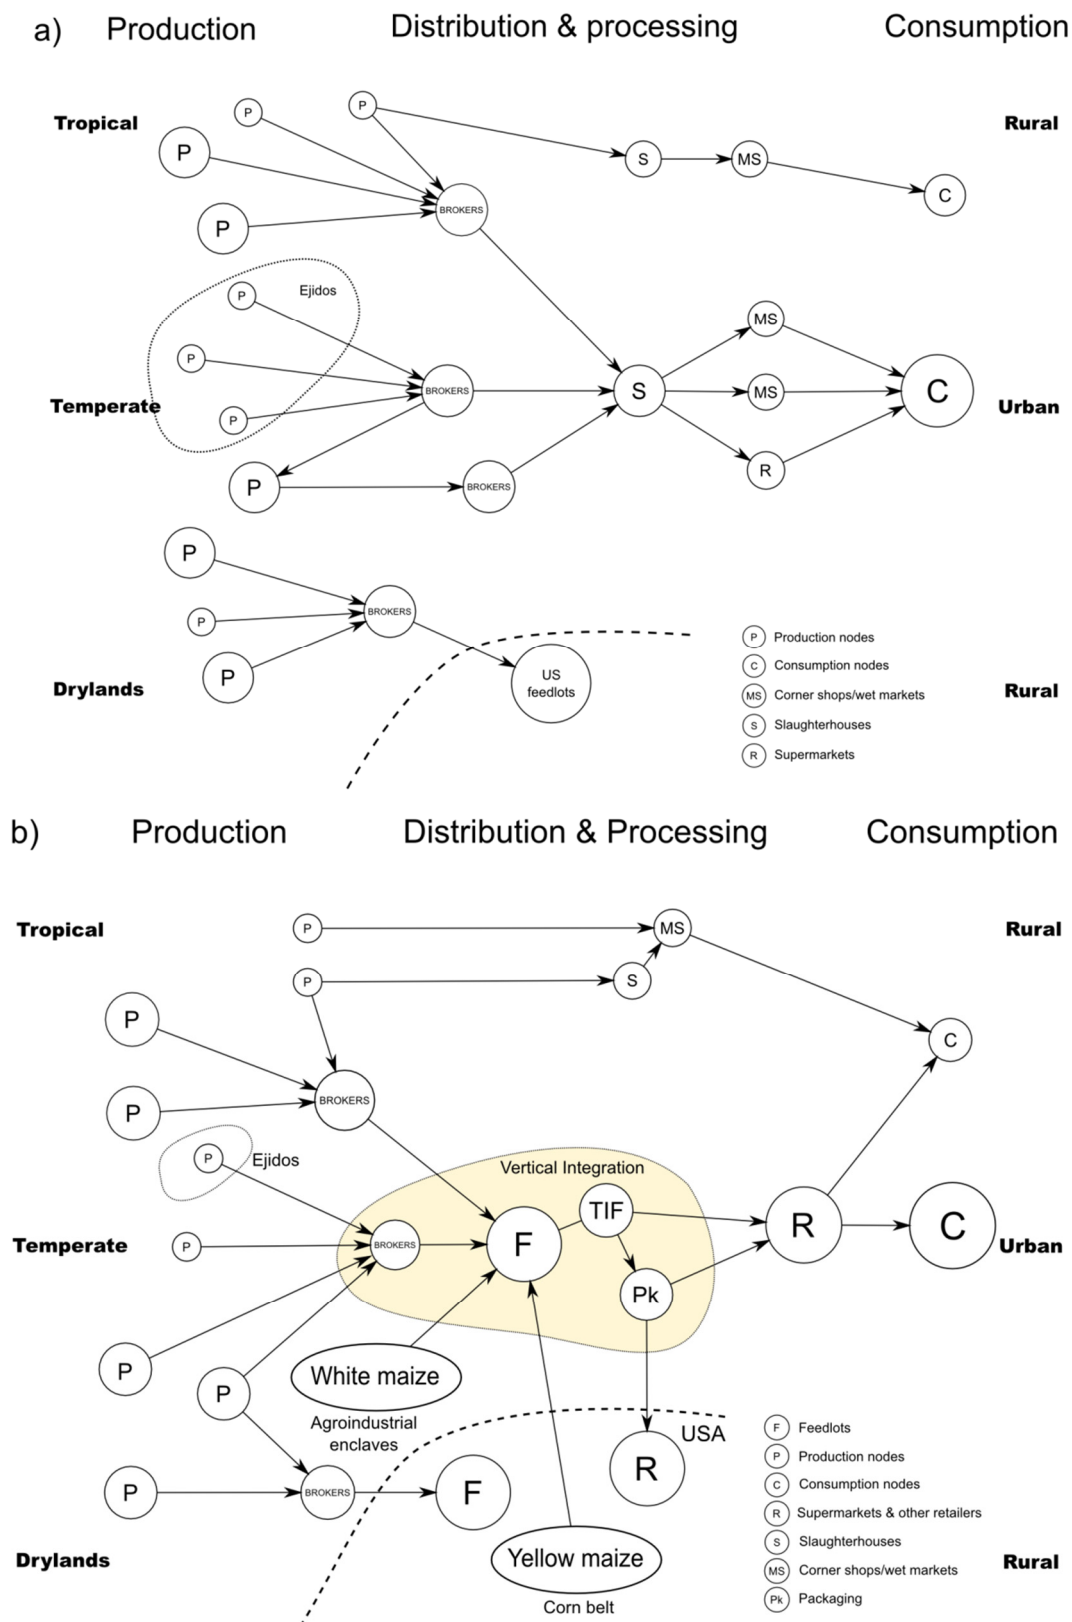 a)
Production
Distribution & processing
Consumption
Tropical
P
P
Rural
P
S
MS
C
BROKERS
P
Ejidos
P
MS
P
BROKERS
S
MS
C
Temperate
Urban
P
R
P
BROKERS
P
BROKERS
P
P
US
feedlots
Drylands
Rural
P Production nodes
C Consumption nodes
MS Corner shops/wet markets
S Slaughterhouses
R Supermarkets
b)
Production
Distribution & Processing
Consumption
Tropical
P
MS
Rural
P
S
P
C
BROKERS
P
P
Ejidos
Vertical Integration
TIF
R
C
Temperate
P
BROKERS
F
Urban
Pk
P
White maize
P
Agroindustrial
enclaves
USA
R
P
BROKERS
F
Yellow maize
Corn belt
Drylands
Rural
F Feedlots
P Production nodes
C Consumption nodes
R Supermarkets & other retailers
S Slaughterhouses
MS Corner shops/wet markets
Pk Packaging